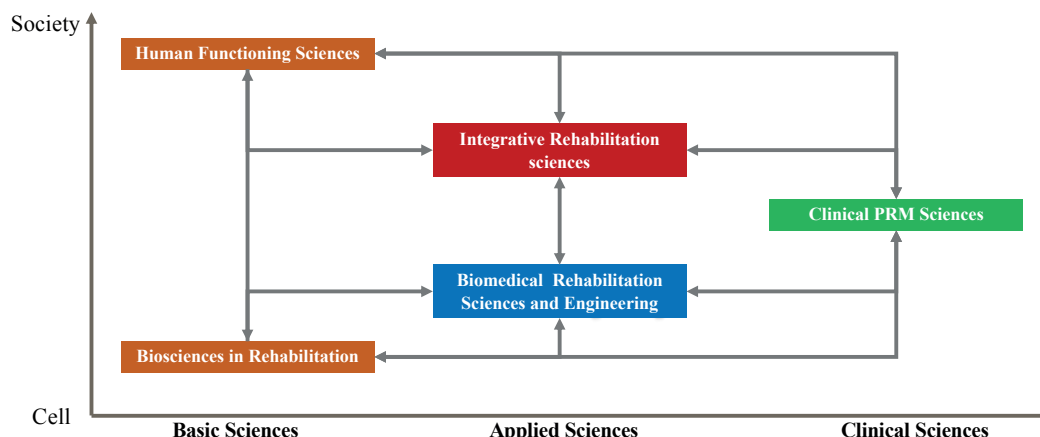 Society
Human Functioning Sciences
Integrative Rehabilitation
sciences
Clinical PRM Sciences
Biomedical Rehabilitation
Sciences and Engineering
Biosciences in Rehabilitation
Cell
Basic Sciences
Applied Sciences
Clinical Sciences